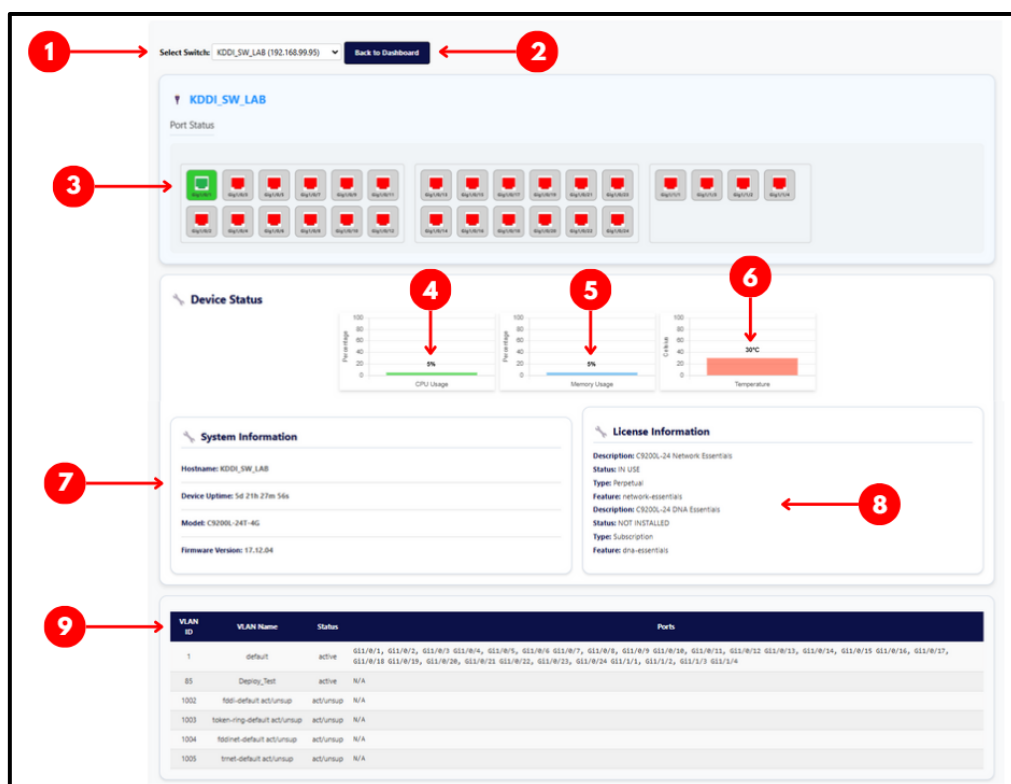 1
Select Switch:
KDDI_SW_LAB (192.168.99.95)
Back to Dashboard
2
KDDI_SW_LAB
Port Status
3
Device Status
4
5
6
100
80
60
40
20
0
Percentage
5%
CPU Usage
100
80
60
40
20
0
Percentage
5%
Memory Usage
100
80
60
40
20
0
Celsius
30°C
Temperature
7
System Information
Hostname: KDDI_SW_LAB
Device Uptime: 5d 21h 27m 56s
Model: C9200L-24T-4G
Firmware Version: 17.12.04
License Information
Description: C9200L-24 Network Essentials
Status: IN USE
Type: Perpetual
Feature: network-essentials
Description: C9200L-24 DNA Essentials
Status: NOT INSTALLED
Type: Subscription
Feature: dna-essentials
8
9
VLAN ID VLAN Name Status Ports
1 default active Gi1/0/1, Gi1/0/2, Gi1/0/3 Gi1/0/4, Gi1/0/5, Gi1/0/6 Gi1/0/7, Gi1/0/8, Gi1/0/9 Gi1/0/10, Gi1/0/11, Gi1/0/12 Gi1/0/13, Gi1/0/14, Gi1/0/15 Gi1/0/16, Gi1/0/17,
Gi1/0/18 Gi1/0/19, Gi1/0/20, Gi1/0/21 Gi1/0/22, Gi1/0/23, Gi1/0/24 Gi1/1/1, Gi1/1/2, Gi1/1/3 Gi1/1/4
85 Deploy_Test active N/A
1002 fddi-default act/unsup act/unsup N/A
1003 token-ring-default act/unsup act/unsup N/A
1004 fddinet-default act/unsup act/unsup N/A
1005 trnet-default act/unsup act/unsup N/A